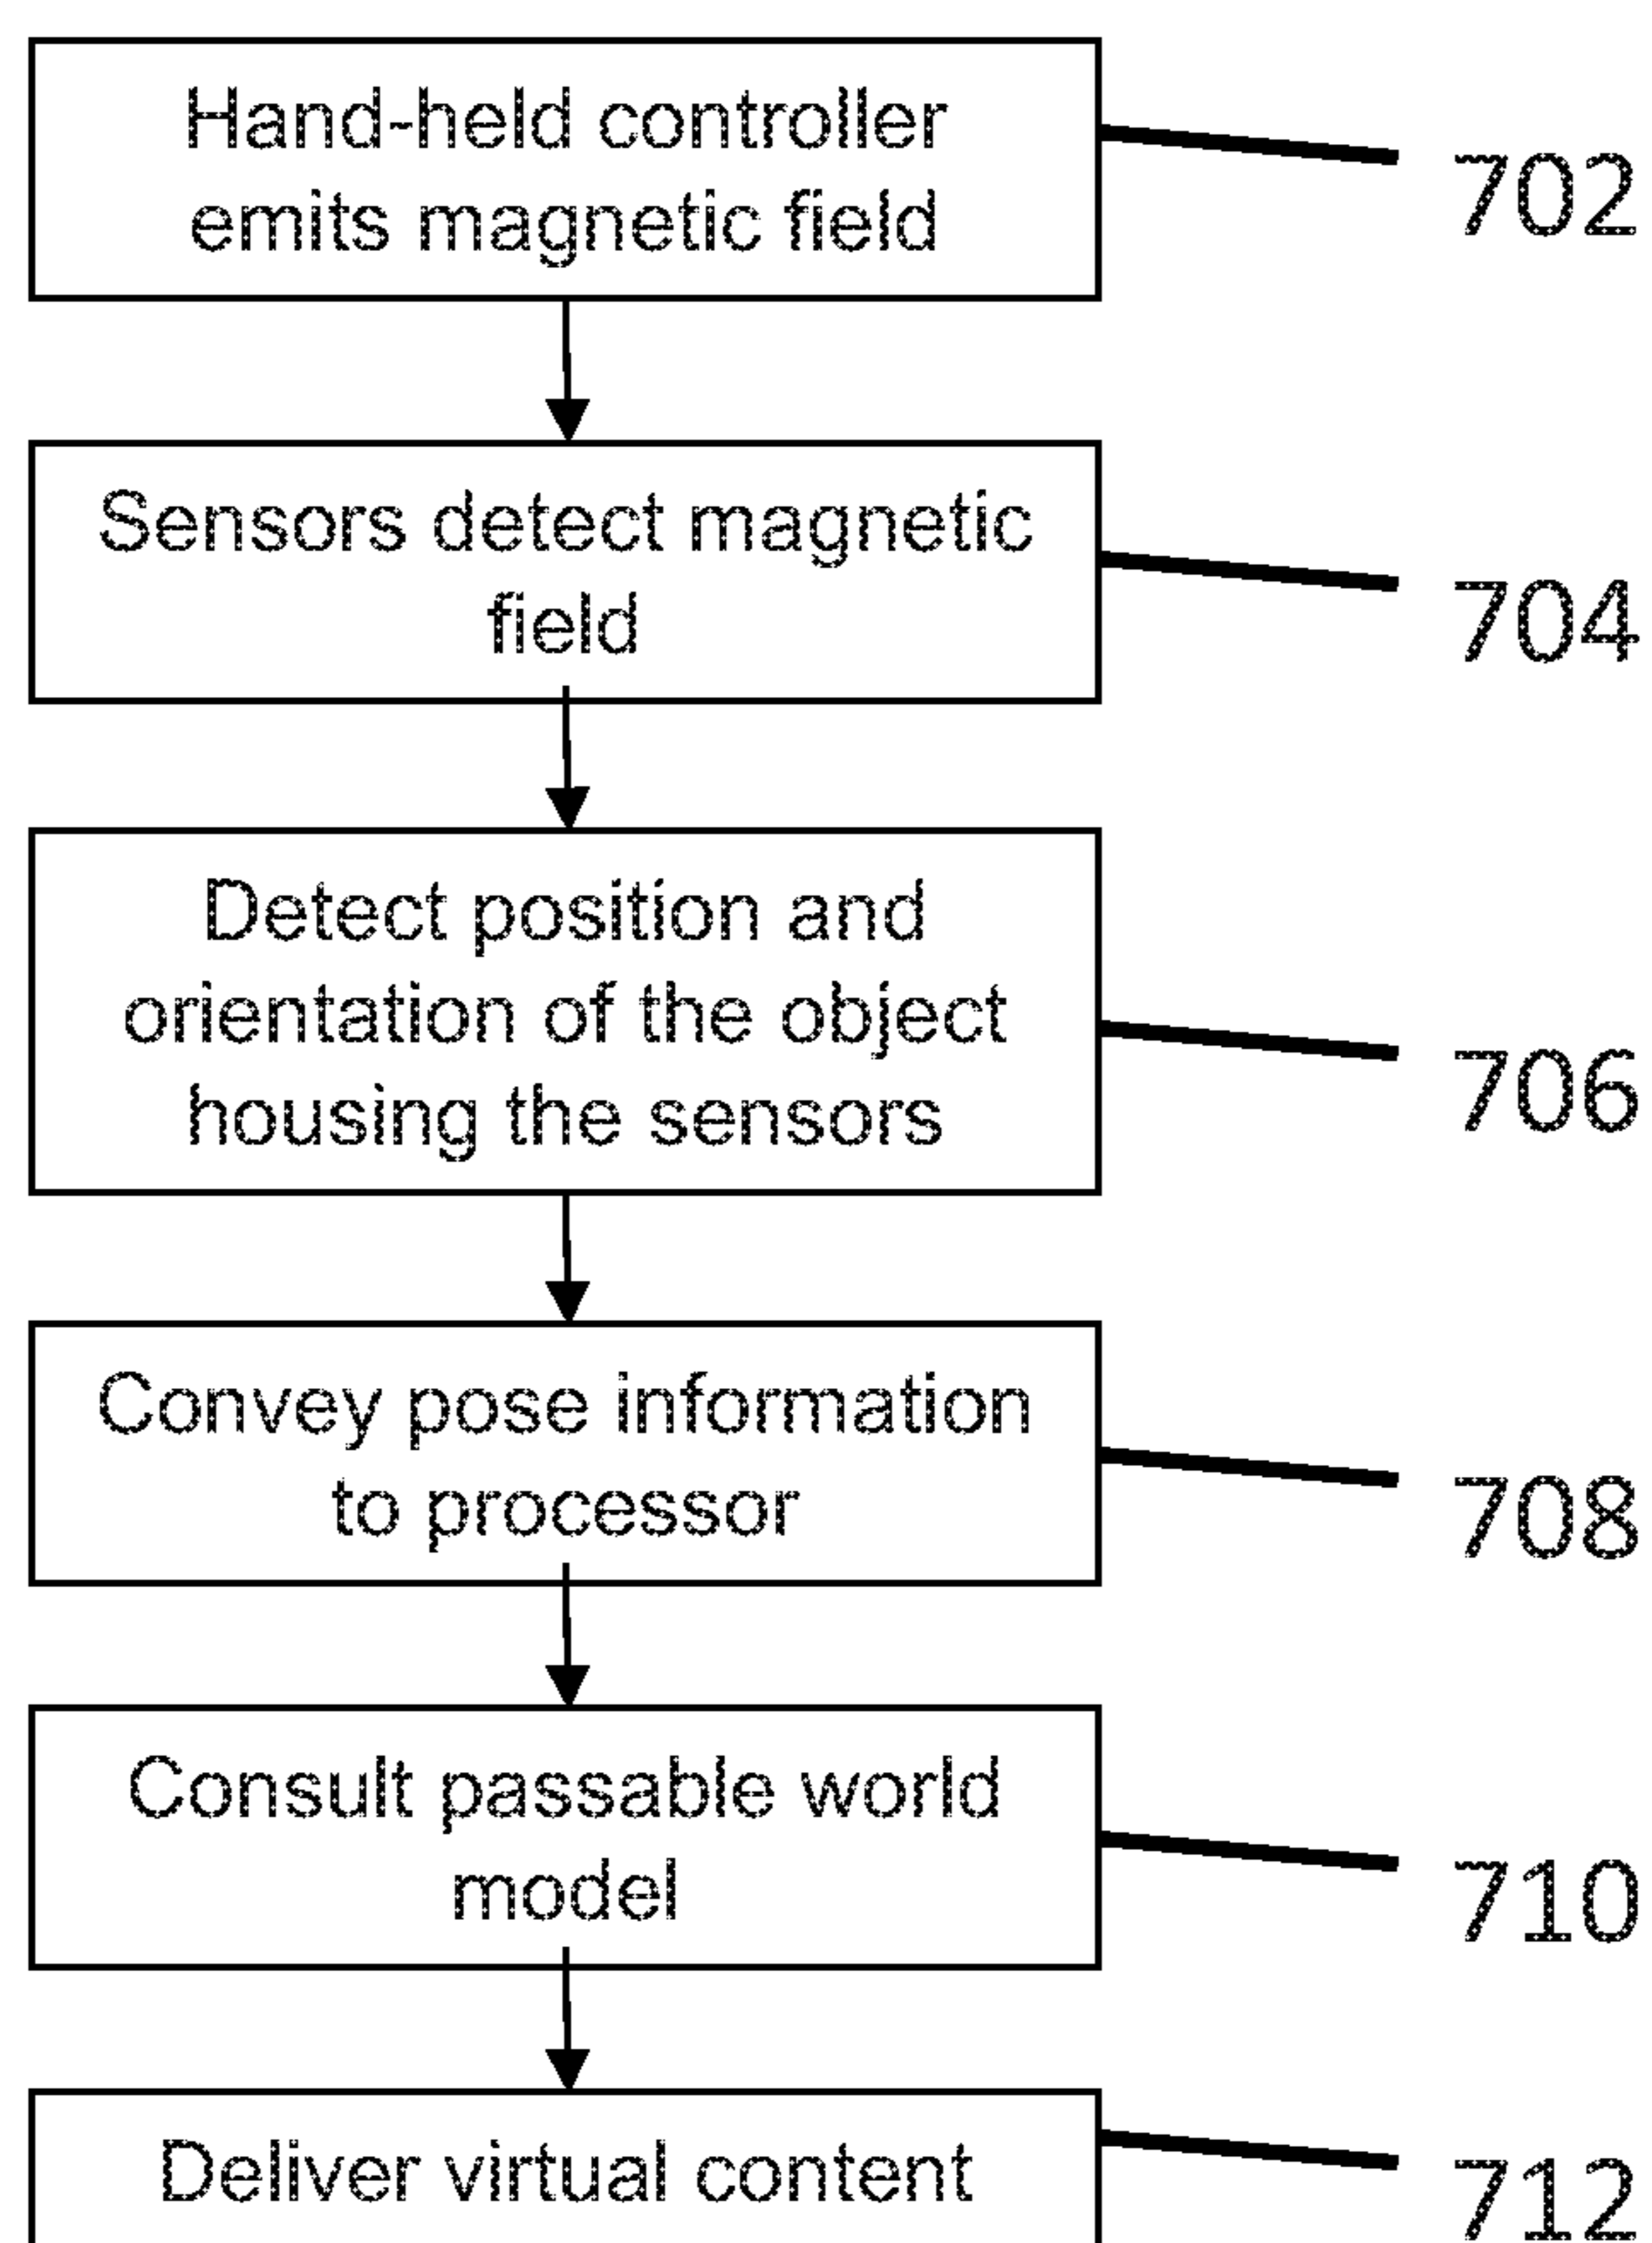 Hand-held controller
emits magnetic field
702
Sensors detect magnetic
field
704
Detect position and
orientation of the object
housing the sensors
706
Convey pose information
to processor
708
Consult passable world
model
710
Deliver virtual content
712